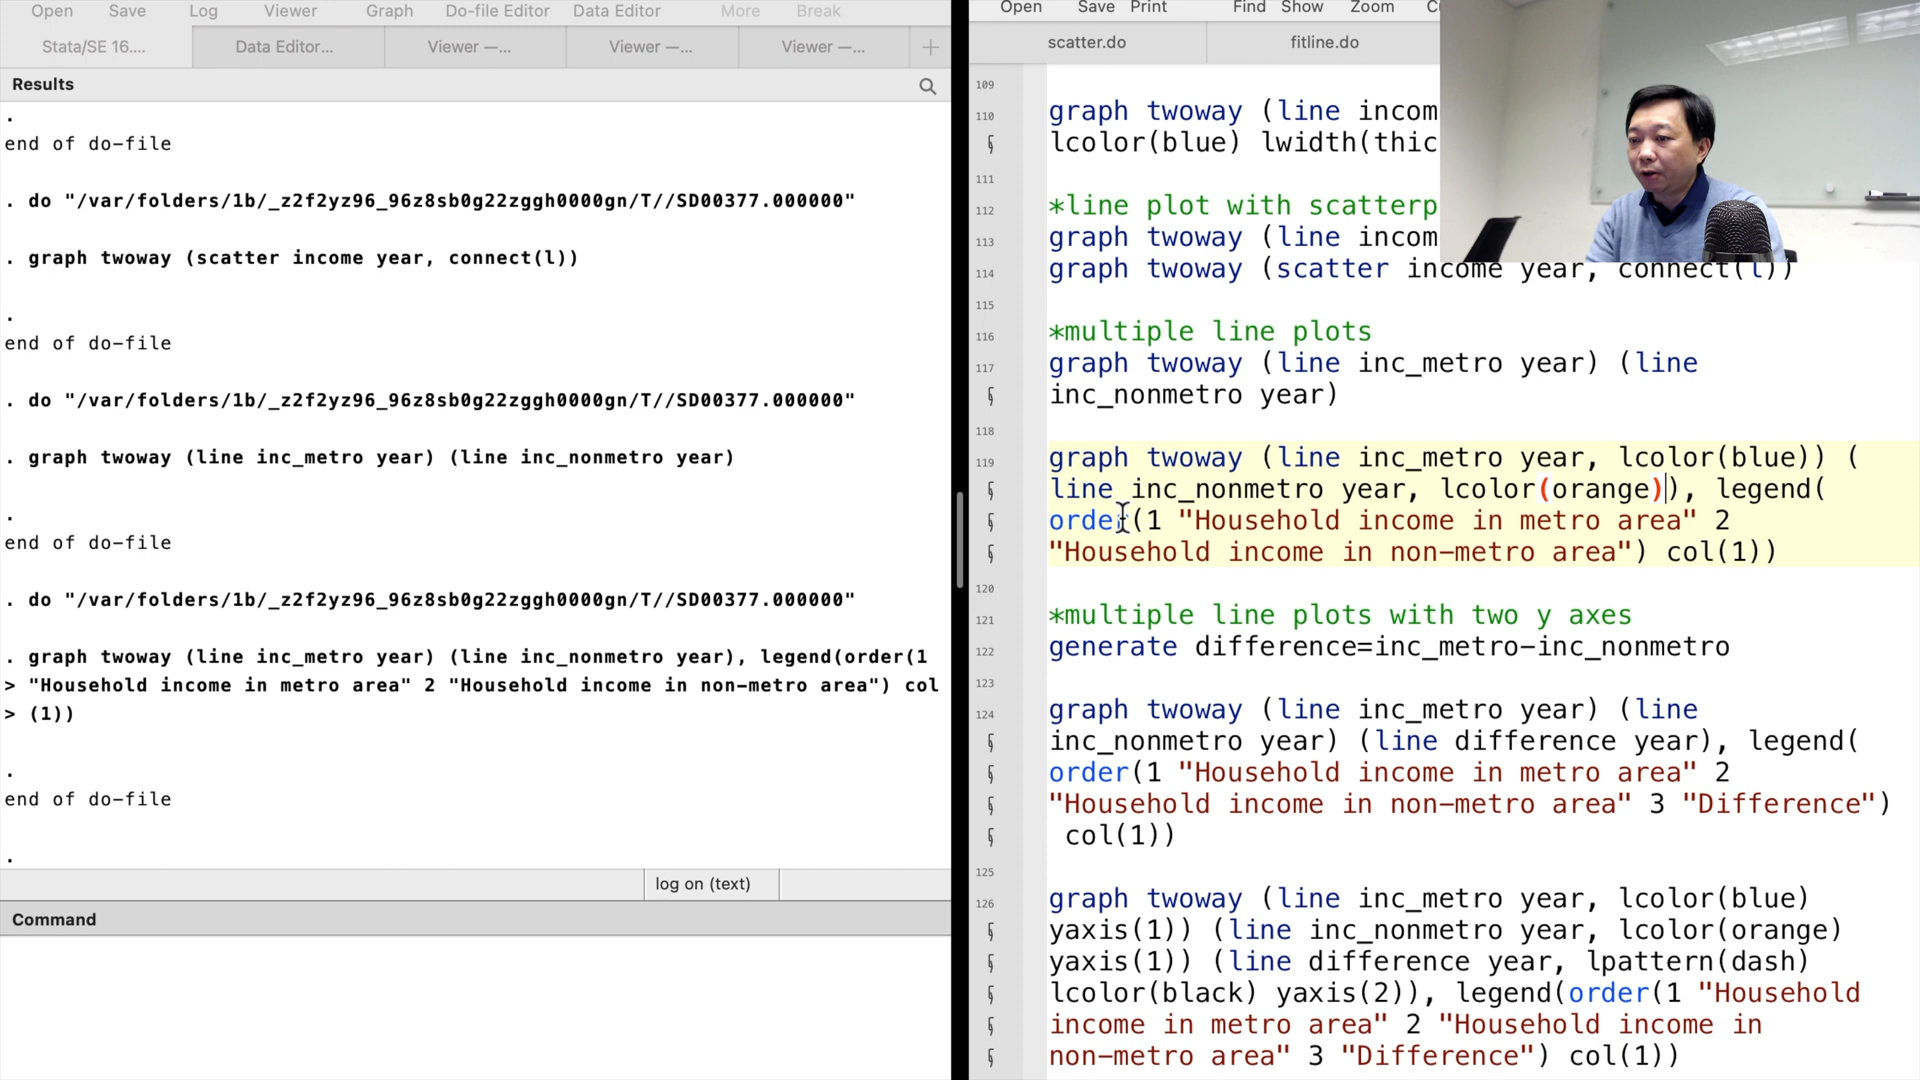 Open Save Log Viewer Graph Do-file Editor Data Editor More Break
Stata/SE 16.... Data Editor... Viewer —... Viewer —... Viewer —... +
Results
.
end of do-file
. do "/var/folders/1b/_z2f2yz96_96z8sb0g22zggh0000gn/T//SD00377.000000"
. graph twoway (scatter income year, connect(l))
.
end of do-file
. do "/var/folders/1b/_z2f2yz96_96z8sb0g22zggh0000gn/T//SD00377.000000"
. graph twoway (line inc_metro year) (line inc_nonmetro year)
.
end of do-file
. do "/var/folders/1b/_z2f2yz96_96z8sb0g22zggh0000gn/T//SD00377.000000"
. graph twoway (line inc_metro year) (line inc_nonmetro year), legend(order(1
> "Household income in metro area" 2 "Household income in non-metro area") col
> (1))
.
end of do-file
.
log on (text)
Command
Open Save Print Find Show Zoom
scatter.do fitline.do
109
110 graph twoway (line incom
lcolor(blue) lwidth(thic
111
112 *line plot with scatterp
113 graph twoway (line incom
114 graph twoway (scatter income year, connect(l))
115
116 *multiple line plots
117 graph twoway (line inc_metro year) (line
inc_nonmetro year)
118
119 graph twoway (line inc_metro year, lcolor(blue)) (
line inc_nonmetro year, lcolor(orange)), legend(
order(1 "Household income in metro area" 2
"Household income in non-metro area") col(1))
120
121 *multiple line plots with two y axes
122 generate difference=inc_metro-inc_nonmetro
123
124 graph twoway (line inc_metro year) (line
inc_nonmetro year) (line difference year), legend(
order(1 "Household income in metro area" 2
"Household income in non-metro area" 3 "Difference")
col(1))
125
126 graph twoway (line inc_metro year, lcolor(blue)
yaxis(1)) (line inc_nonmetro year, lcolor(orange)
yaxis(1)) (line difference year, lpattern(dash)
lcolor(black) yaxis(2)), legend(order(1 "Household
income in metro area" 2 "Household income in
non-metro area" 3 "Difference") col(1))